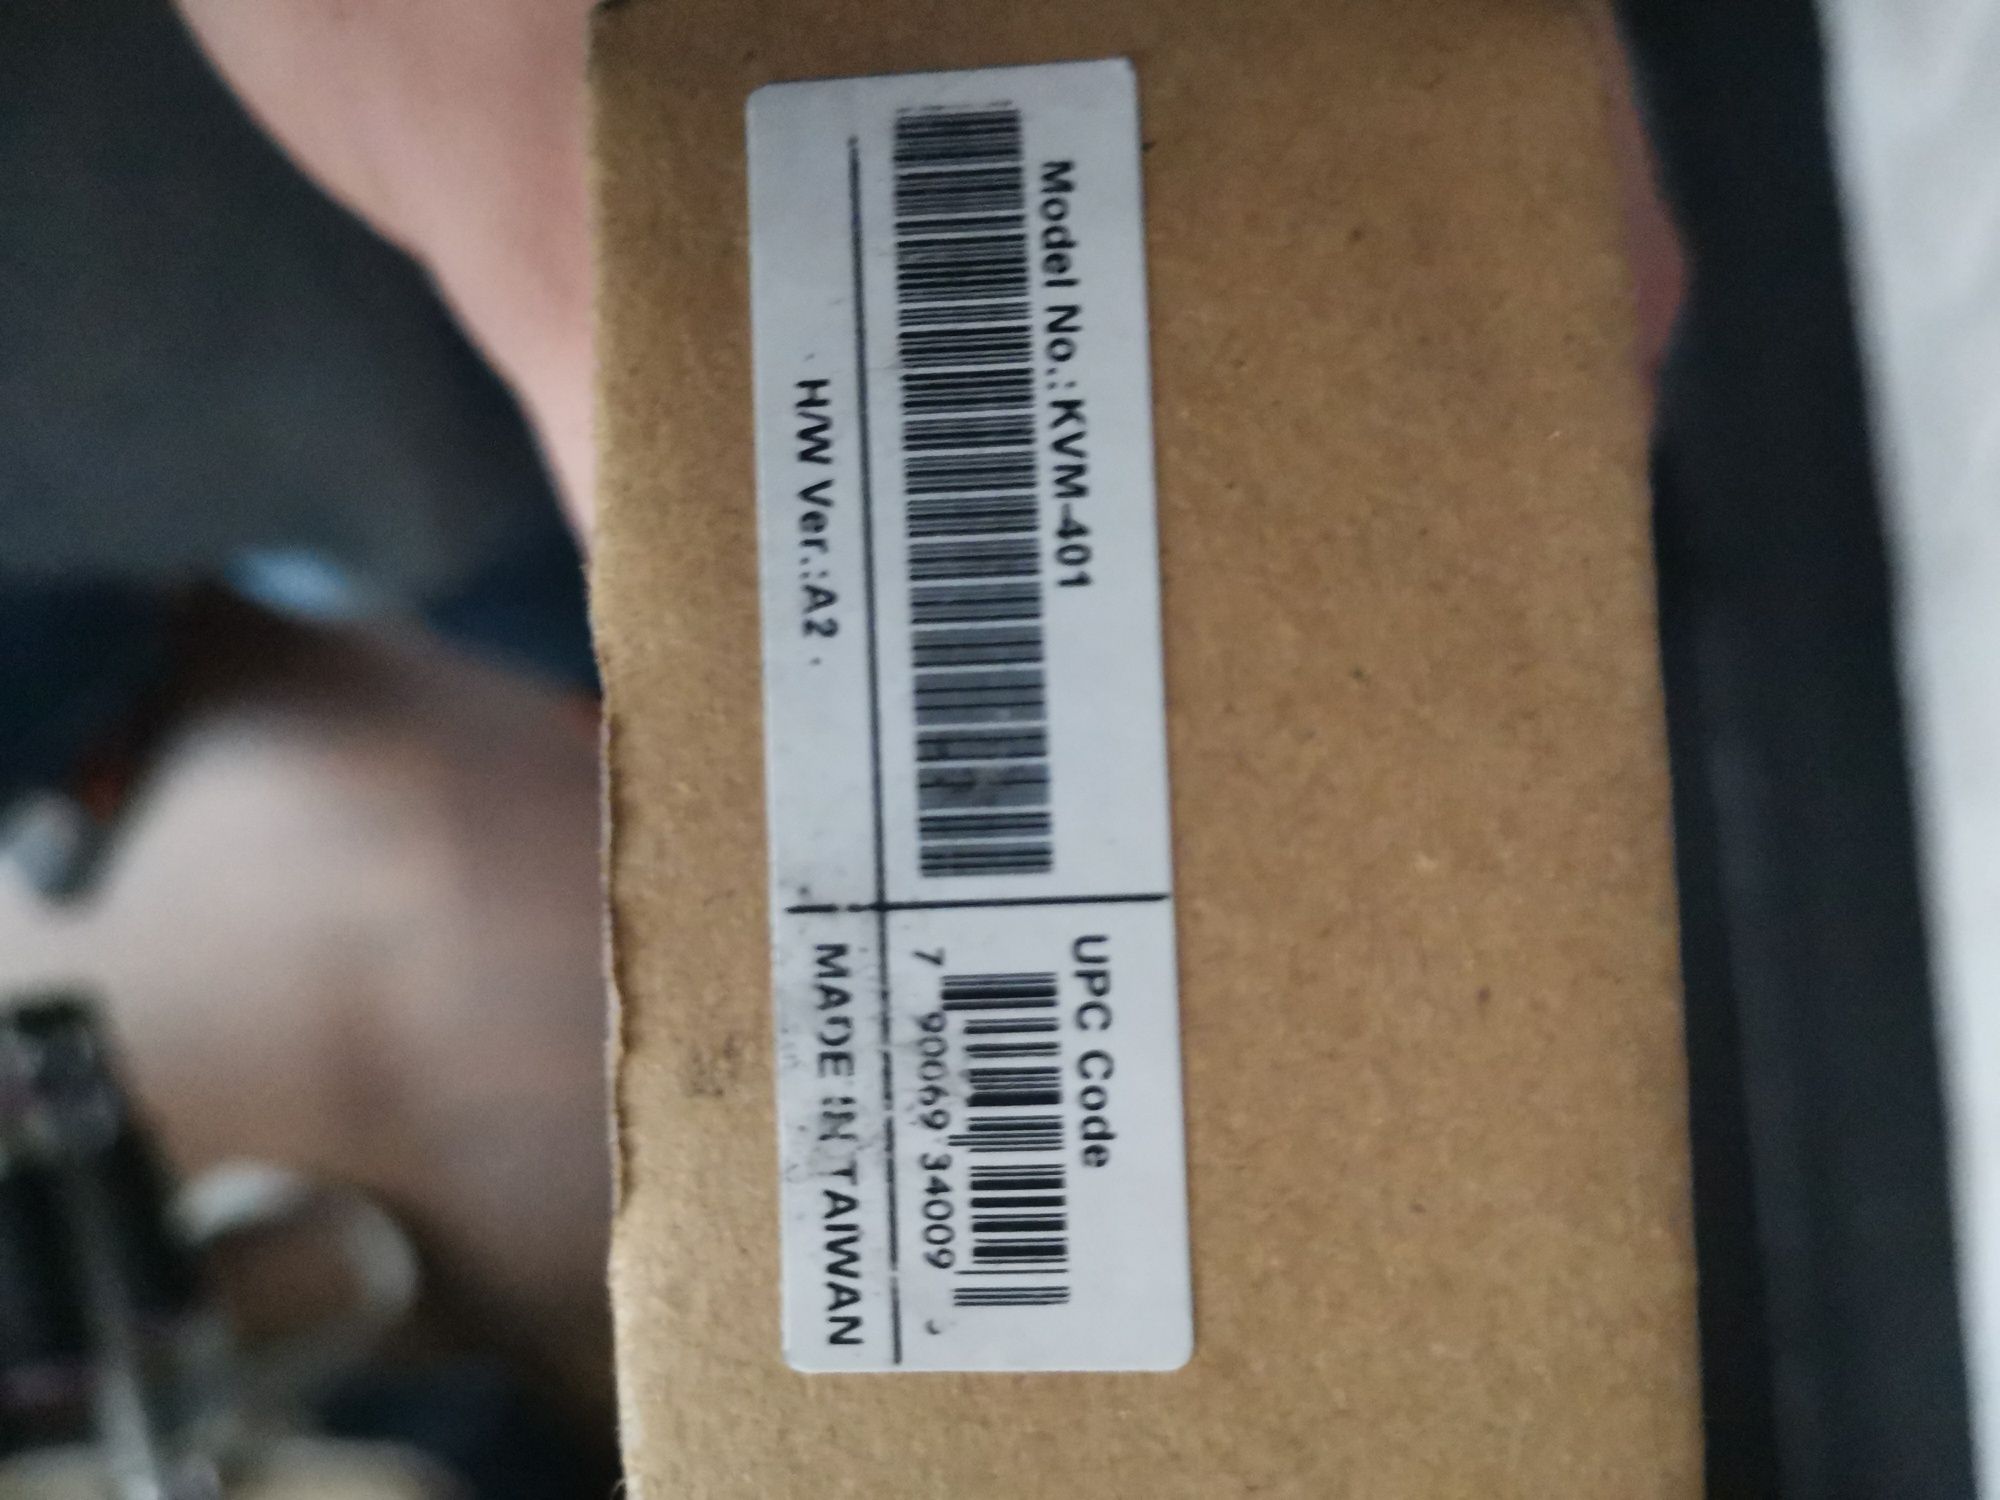 Model No.: KVM-401
UPC Code
7 90069 34009
H/W Ver.:A2
MADE IN TAIWAN